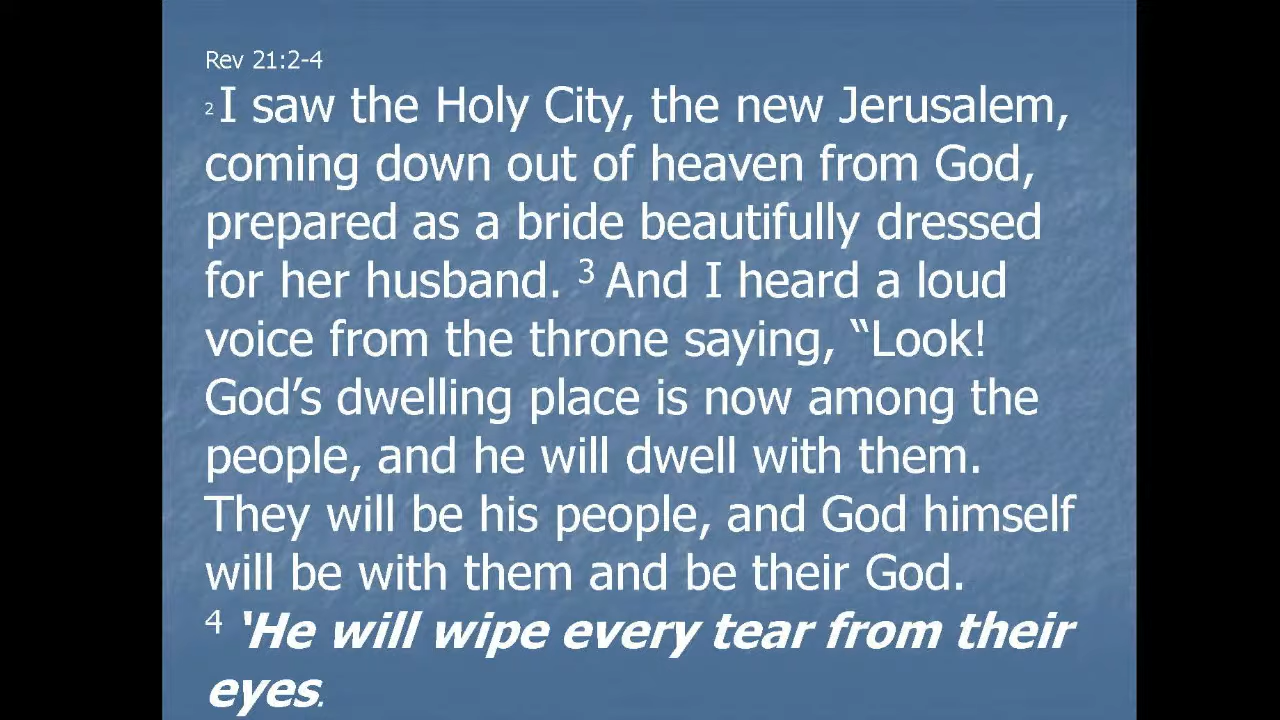 Rev 21:2-4
2 I saw the Holy City, the new Jerusalem,
coming down out of heaven from God,
prepared as a bride beautifully dressed
for her husband. 3 And I heard a loud
voice from the throne saying, “Look!
God’s dwelling place is now among the
people, and he will dwell with them.
They will be his people, and God himself
will be with them and be their God.
4 ‘He will wipe every tear from their
eyes.